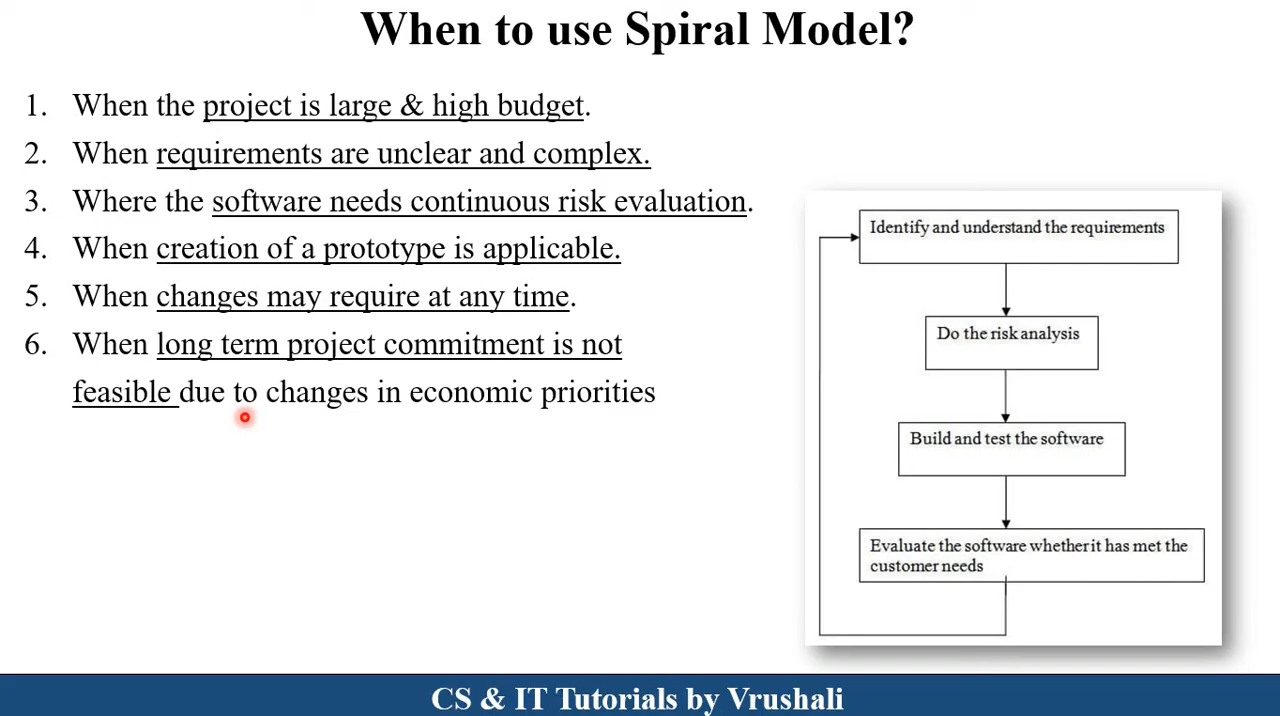 When to use Spiral Model?
1. When the project is large & high budget.
2. When requirements are unclear and complex.
3. Where the software needs continuous risk evaluation.
4. When creation of a prototype is applicable.
5. When changes may require at any time.
6. When long term project commitment is not
feasible due to changes in economic priorities
Identify and understand the requirements
Do the risk analysis
Build and test the software
Evaluate the software whether it has met the
customer needs
CS & IT Tutorials by Vrushali